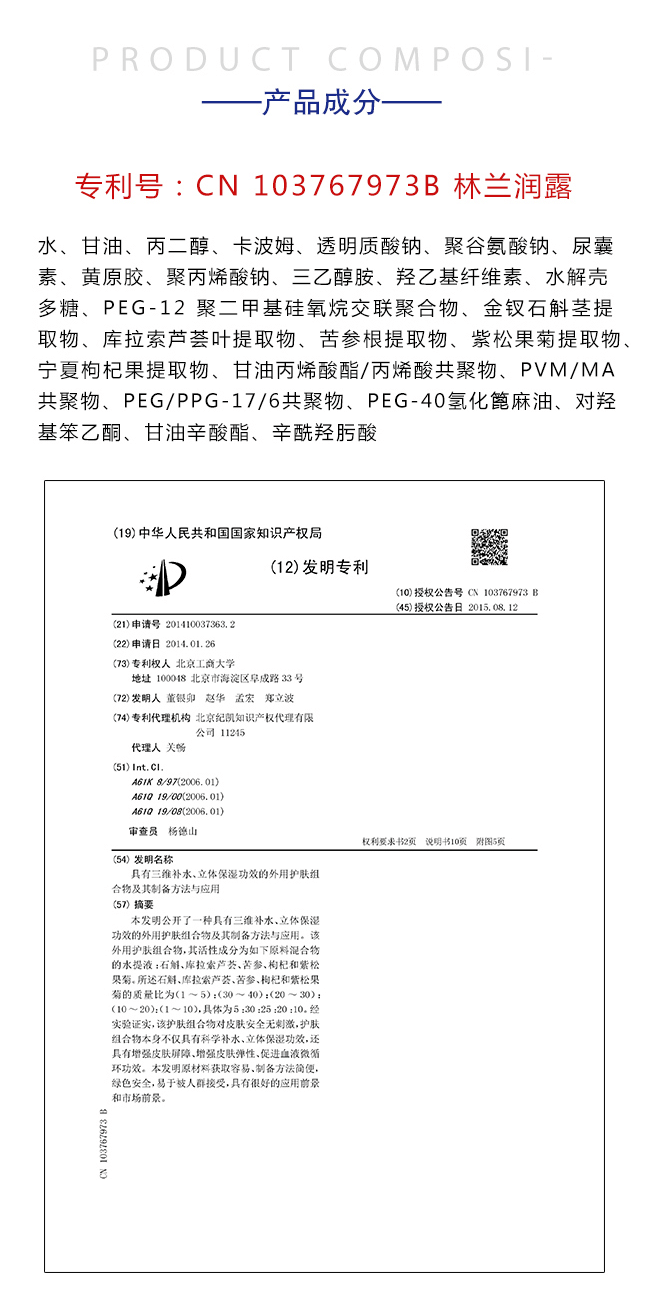 PRODUCT COMPOSI-
——产品成分——
专利号：CN 103767973B 林兰润露
水、甘油、丙二醇、卡波姆、透明质酸钠、聚谷氨酸钠、尿囊
素、黄原胶、聚丙烯酸钠、三乙醇胺、羟乙基纤维素、水解壳
多糖、PEG-12 聚二甲基硅氧烷交联聚合物、金钗石斛茎提
取物、库拉索芦荟叶提取物、苦参根提取物、紫松果菊提取物、
宁夏枸杞果提取物、甘油丙烯酸酯/丙烯酸共聚物、PVM/MA
共聚物、PEG/PPG-17/6共聚物、PEG-40氢化蓖麻油、对羟
基笨乙酮、甘油辛酸酯、辛酰羟肟酸
(19)中华人民共和国国家知识产权局
(12)发明专利
(10)授权公告号 CN 103767973 B
(45)授权公告日 2015.08.12
(21)申请号 201410037363.2
(22)申请日 2014.01.26
(73)专利权人 北京工商大学
地址 100048 北京市海淀区阜成路 33 号
(72)发明人 董银卯 赵华 孟宏 郑立波
(74)专利代理机构 北京纪凯知识产权代理有限
公司 11245
代理人 关畅
(51)Int.Cl.
A61K 8/97(2006.01)
A61Q 19/00(2006.01)
A61Q 19/08(2006.01)
审查员 杨德山
权利要求书2页 说明书10页 附图5页
(54)发明名称
具有三维补水、立体保湿功效的外用护肤组
合物及其制备方法与应用
(57)摘要
本发明公开了一种具有三维补水、立体保湿
功效的外用护肤组合物及其制备方法与应用。该
外用护肤组合物,其活性成分为如下原料混合物
的水提液:石斛、库拉索芦荟、苦参、枸杞和紫松
果菊。所述石斛、库拉索芦荟、苦参、枸杞和紫松果
菊的质量比为(1～5):(30～40):(20～30):
(10～20):(1～10),具体为5:30:25:20:10。经
实验证实,该护肤组合物对皮肤安全无刺激,护肤
组合物本身不仅具有科学补水、立体保湿功效,还
具有增强皮肤屏障、增强皮肤弹性、促进血液微循
环功效。本发明原材料获取容易、制备方法简便,
绿色安全,易于被人群接受,具有很好的应用前景
和市场前景。
CN 103767973 B